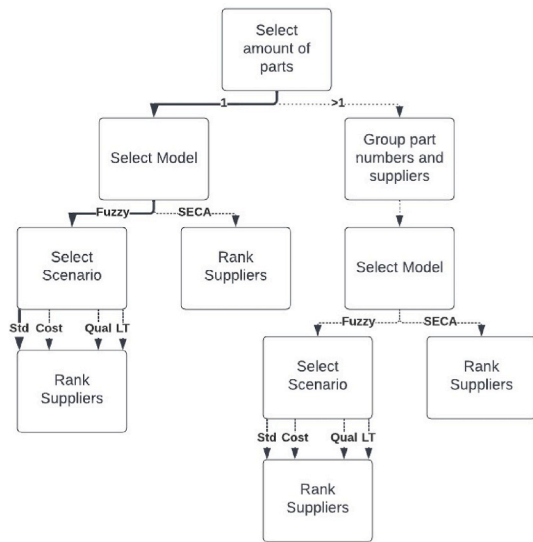 Select
amount of
parts
1
>1
Select Model
Group part
numbers and
suppliers
Fuzzy
SECA
Select
Scenario
Rank
Suppliers
Select Model
Std
Cost
Qual
LT
Fuzzy
SECA
Rank
Suppliers
Select
Scenario
Rank
Suppliers
Std
Cost
Qual
LT
Rank
Suppliers